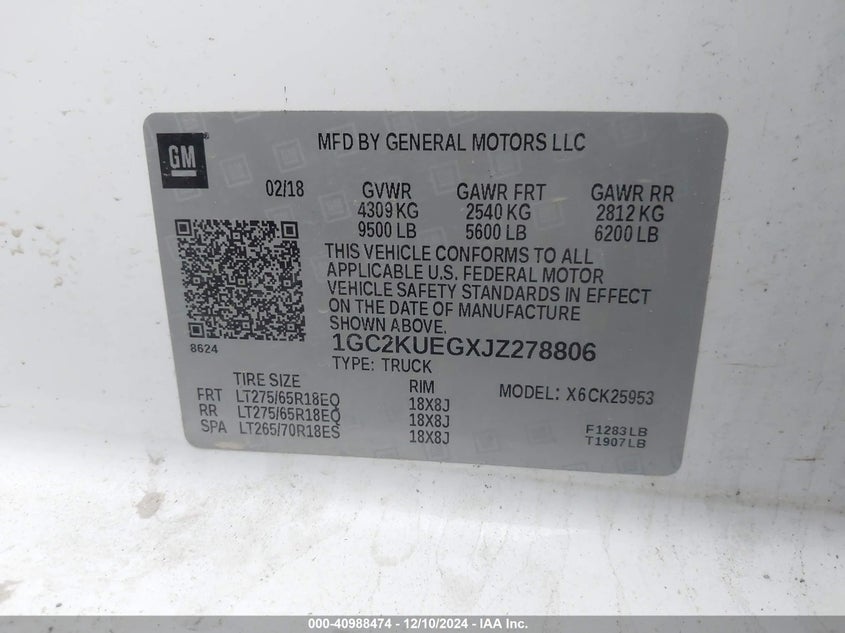 GM
MFD BY GENERAL MOTORS LLC
02/18 GVWR GAWR FRT GAWR RR
4309 KG 2540 KG 2812 KG
9500 LB 5600 LB 6200 LB
THIS VEHICLE CONFORMS TO ALL
APPLICABLE U.S. FEDERAL MOTOR
VEHICLE SAFETY STANDARDS IN EFFECT
ON THE DATE OF MANUFACTURE
SHOWN ABOVE.
8624
1GC2KUEGXJZ278806
TYPE: TRUCK
TIRE SIZE RIM MODEL: X6CK25953
FRT LT275/65R18EQ 18X8J
RR LT275/65R18EQ 18X8J
SPA LT265/70R18ES 18X8J
F1283LB
T1907LB
000-40988474 — 12/10/2024 — IAA Inc.